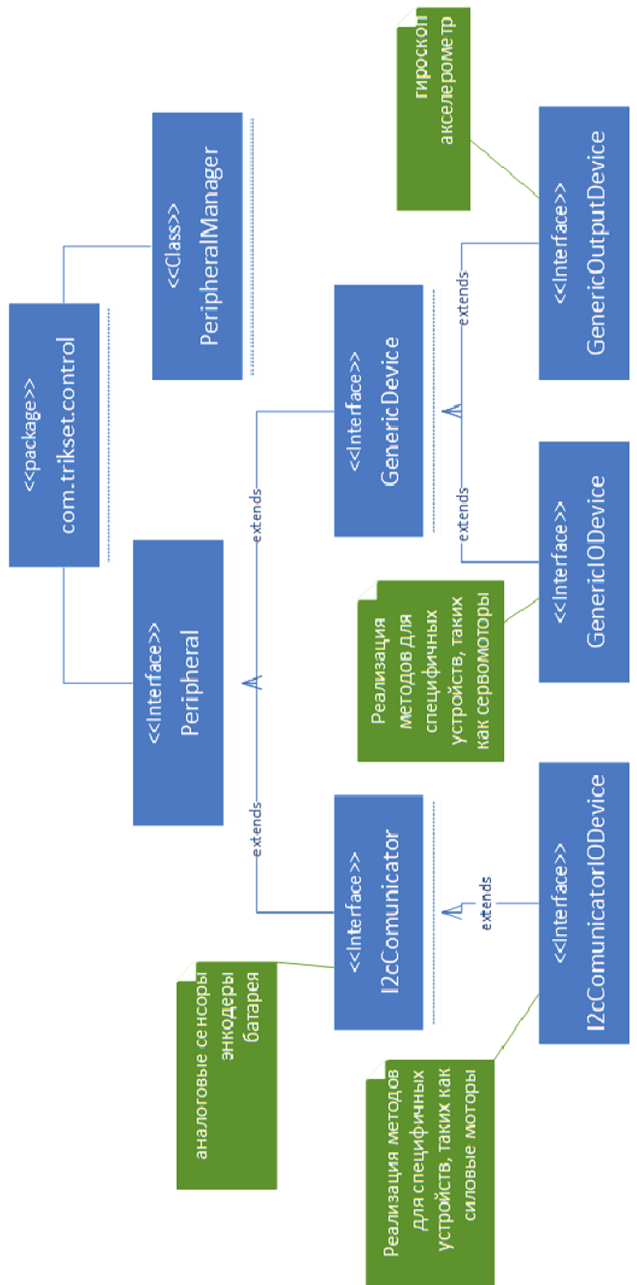 <<package>>
com.trikset.control
<<Interface>>
Peripheral
<<Class>>
PeripheralManager
extends
extends
аналоговые сенсоры
энкодеры
батарея
<<Interface>>
I2cComunicator
<<Interface>>
GenericDevice
Реализация методов
для специфичных
устройств, таких как
силовые моторы
extends
Реализация
методов для
специфичных
устройств, таких
как сервомоторы
extends
extends
гироскоп
акселерометр
<<Interface>>
I2cComunicatorIODevice
<<Interface>>
GenericIODevice
<<Interface>>
GenericOutputDevice